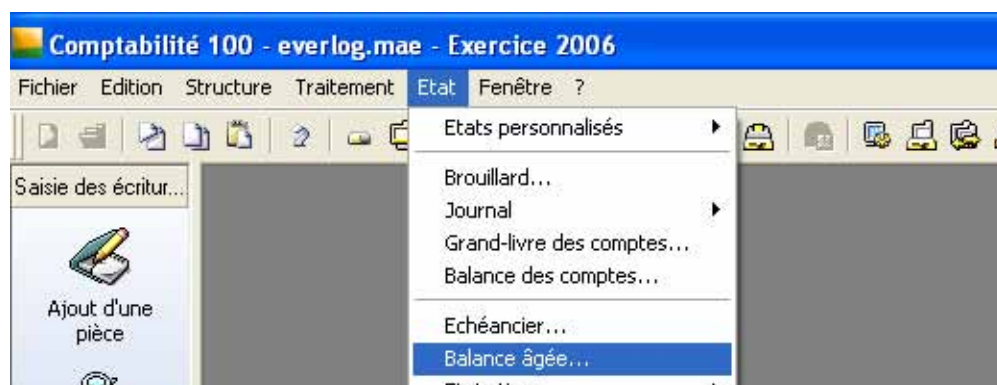 Comptabilité 100 - everlog.mae - Exercice 2006
Fichier Edition Structure Traitement Etat Fenêtre ?
Etats personnalisés
Saisie des écritur...
Brouillard...
Journal
Grand-livre des comptes...
Balance des comptes...
Ajout d'une
pièce
Echéancier...
Balance âgée...